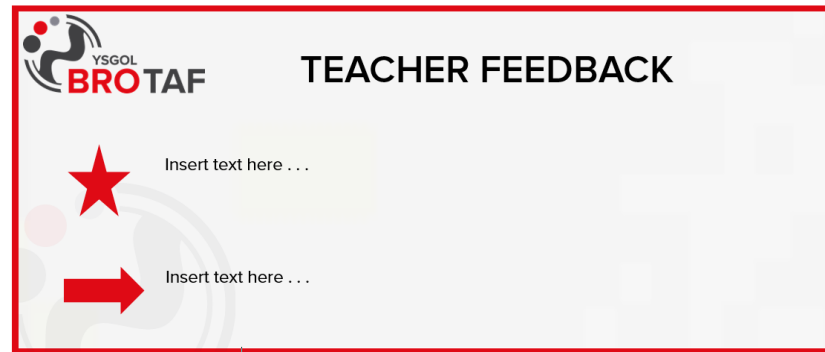 YSGOL
BROTAF
TEACHER FEEDBACK
Insert text here . . .
Insert text here . . .